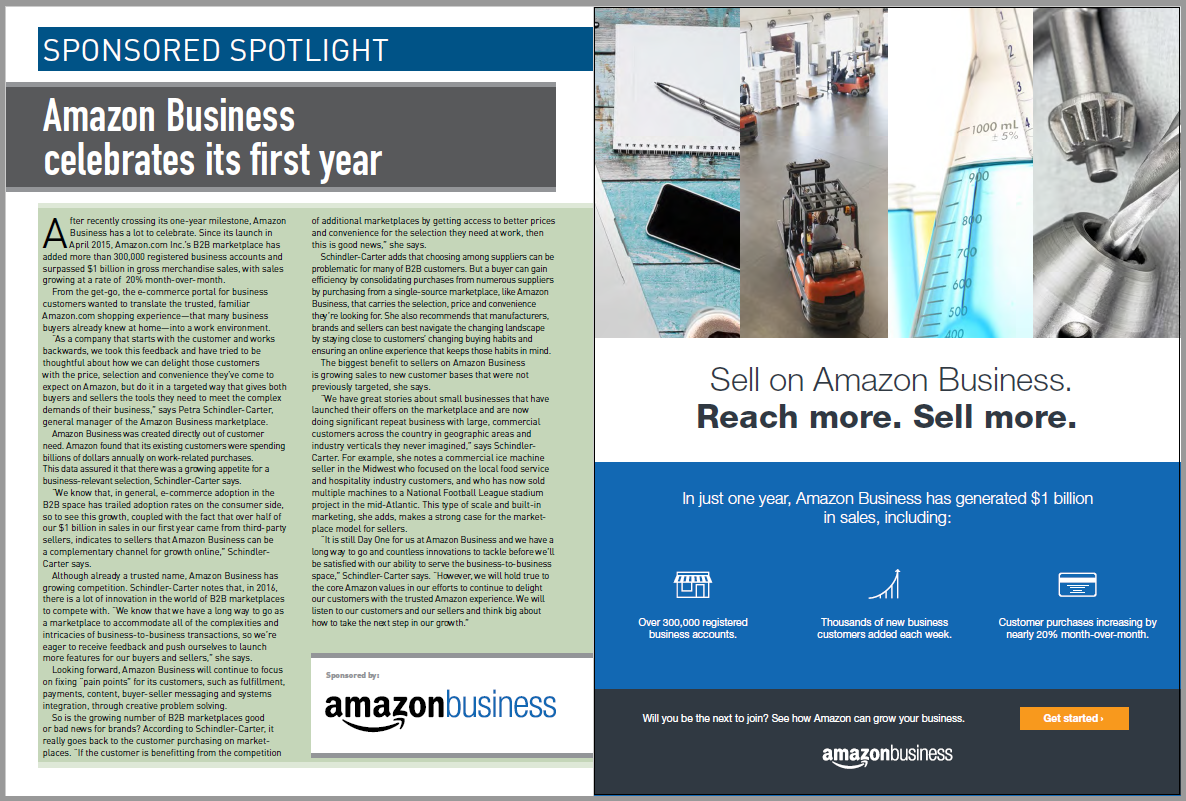 SPONSORED SPOTLIGHT
Amazon Business
celebrates its first year
After recently crossing its one-year milestone, Amazon
Business has a lot to celebrate. Since its launch in
April 2015, Amazon.com Inc.'s B2B marketplace has
added more than 300,000 registered business accounts and
surpassed $1 billion in gross merchandise sales, with sales
growing at a rate of 20% month-over-month.
From the get-go, the e-commerce portal for business
customers wanted to translate the trusted, familiar
Amazon.com shopping experience—that many business
buyers already knew at home—into a work environment.
"As a company that starts with the customer and works
backwards, we took this feedback and have tried to be
thoughtful about how we can delight those customers
with the price, selection and convenience they've come to
expect on Amazon, but do it in a targeted way that gives both
buyers and sellers the tools they need to meet the complex
demands of their business," says Petra Schindler-Carter,
general manager of the Amazon Business marketplace.
Amazon Business was created directly out of customer
need. Amazon found that its existing customers were spending
billions of dollars annually on work-related purchases.
This data assured it that there was a growing appetite for a
business-relevant selection, Schindler-Carter says.
"We know that, in general, e-commerce adoption in the
B2B space has trailed adoption rates on the consumer side,
so to see this growth, coupled with the fact that over half of
our $1 billion in sales in our first year came from third-party
sellers, indicates to sellers that Amazon Business can be
a complementary channel for growth online," Schindler-
Carter says.
Although already a trusted name, Amazon Business has
growing competition. Schindler-Carter notes that, in 2016,
there is a lot of innovation in the world of B2B marketplaces
to compete with. "We know that we have a long way to go as
a marketplace to accommodate all of the complexities and
intricacies of business-to-business transactions, so we're
eager to receive feedback and push ourselves to launch
more features for our buyers and sellers," she says.
Looking forward, Amazon Business will continue to focus
on fixing "pain points" for its customers, such as fulfillment,
payments, content, buyer-seller messaging and systems
integration, through creative problem solving.
So is the growing number of B2B marketplaces good
or bad news for brands? According to Schindler-Carter, it
really goes back to the customer purchasing on market-
places. "If the customer is benefitting from the competition
of additional marketplaces by getting access to better prices
and convenience for the selection they need at work, then
this is good news," she says.
Schindler-Carter adds that choosing among suppliers can be
problematic for many of B2B customers. But a buyer can gain
efficiency by consolidating purchases from numerous suppliers
by purchasing from a single-source marketplace, like Amazon
Business, that carries the selection, price and convenience
they're looking for. She also recommends that manufacturers,
brands and sellers can best navigate the changing landscape
by staying close to customers' changing buying habits and
ensuring an online experience that keeps those habits in mind.
The biggest benefit to sellers on Amazon Business
is growing sales to new customer bases that were not
previously targeted, she says.
"We have great stories about small businesses that have
launched their offers on the marketplace and are now
doing significant repeat business with large, commercial
customers across the country in geographic areas and
industry verticals they never imagined," says Schindler-
Carter. For example, she notes a commercial ice machine
seller in the Midwest who focused on the local food service
and hospitality industry customers, and who has now sold
multiple machines to a National Football League stadium
project in the mid-Atlantic. This type of scale and built-in
marketing, she adds, makes a strong case for the market-
place model for sellers.
"It is still Day One for us at Amazon Business and we have a
long way to go and countless innovations to tackle before we'll
be satisfied with our ability to serve the business-to-business
space," Schindler-Carter says. "However, we will hold true to
the core Amazon values in our efforts to continue to delight
our customers with the trusted Amazon experience. We will
listen to our customers and our sellers and think big about
how to take the next step in our growth."
Sponsored by:
amazonbusiness
1
2
3
4
1000 mL
± 5%
900
800
700
600
500
400
Sell on Amazon Business.
Reach more. Sell more.
In just one year, Amazon Business has generated $1 billion
in sales, including:
Over 300,000 registered
business accounts.
Thousands of new business
customers added each week.
Customer purchases increasing by
nearly 20% month-over-month.
Will you be the next to join? See how Amazon can grow your business.
Get started ›
amazonbusiness